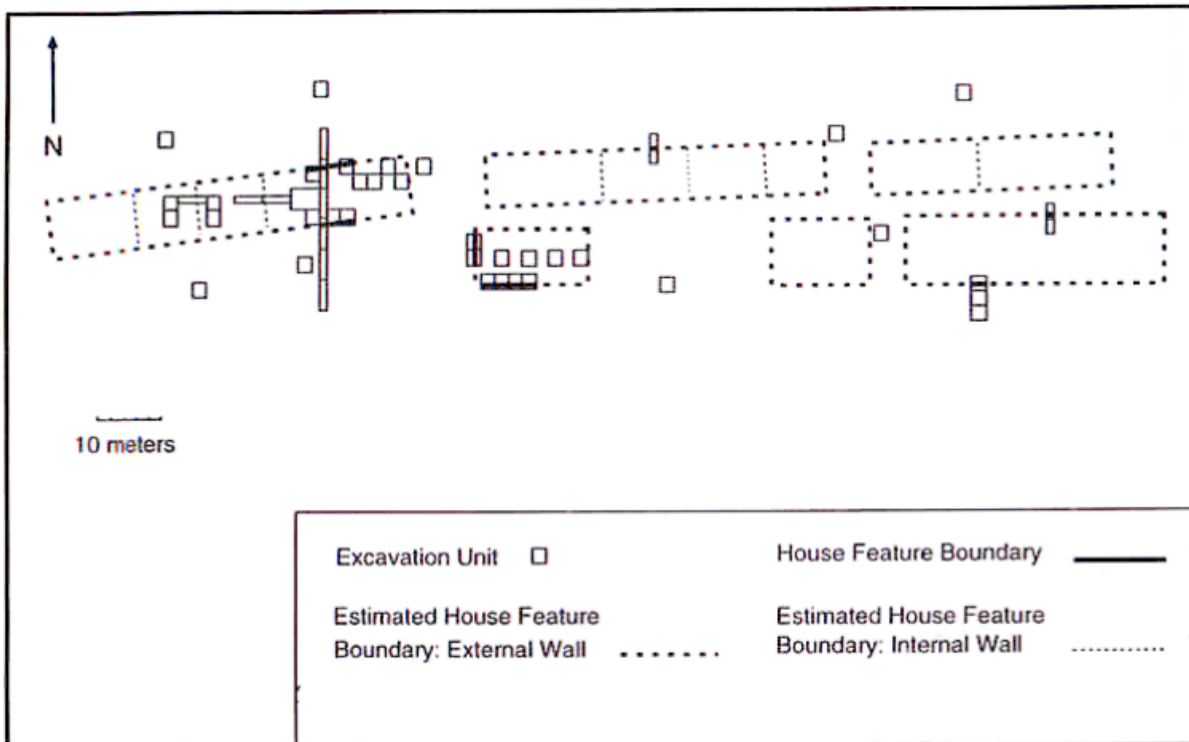 N
10 meters
Excavation Unit
House Feature Boundary
Estimated House Feature
Boundary: External Wall
Estimated House Feature
Boundary: Internal Wall